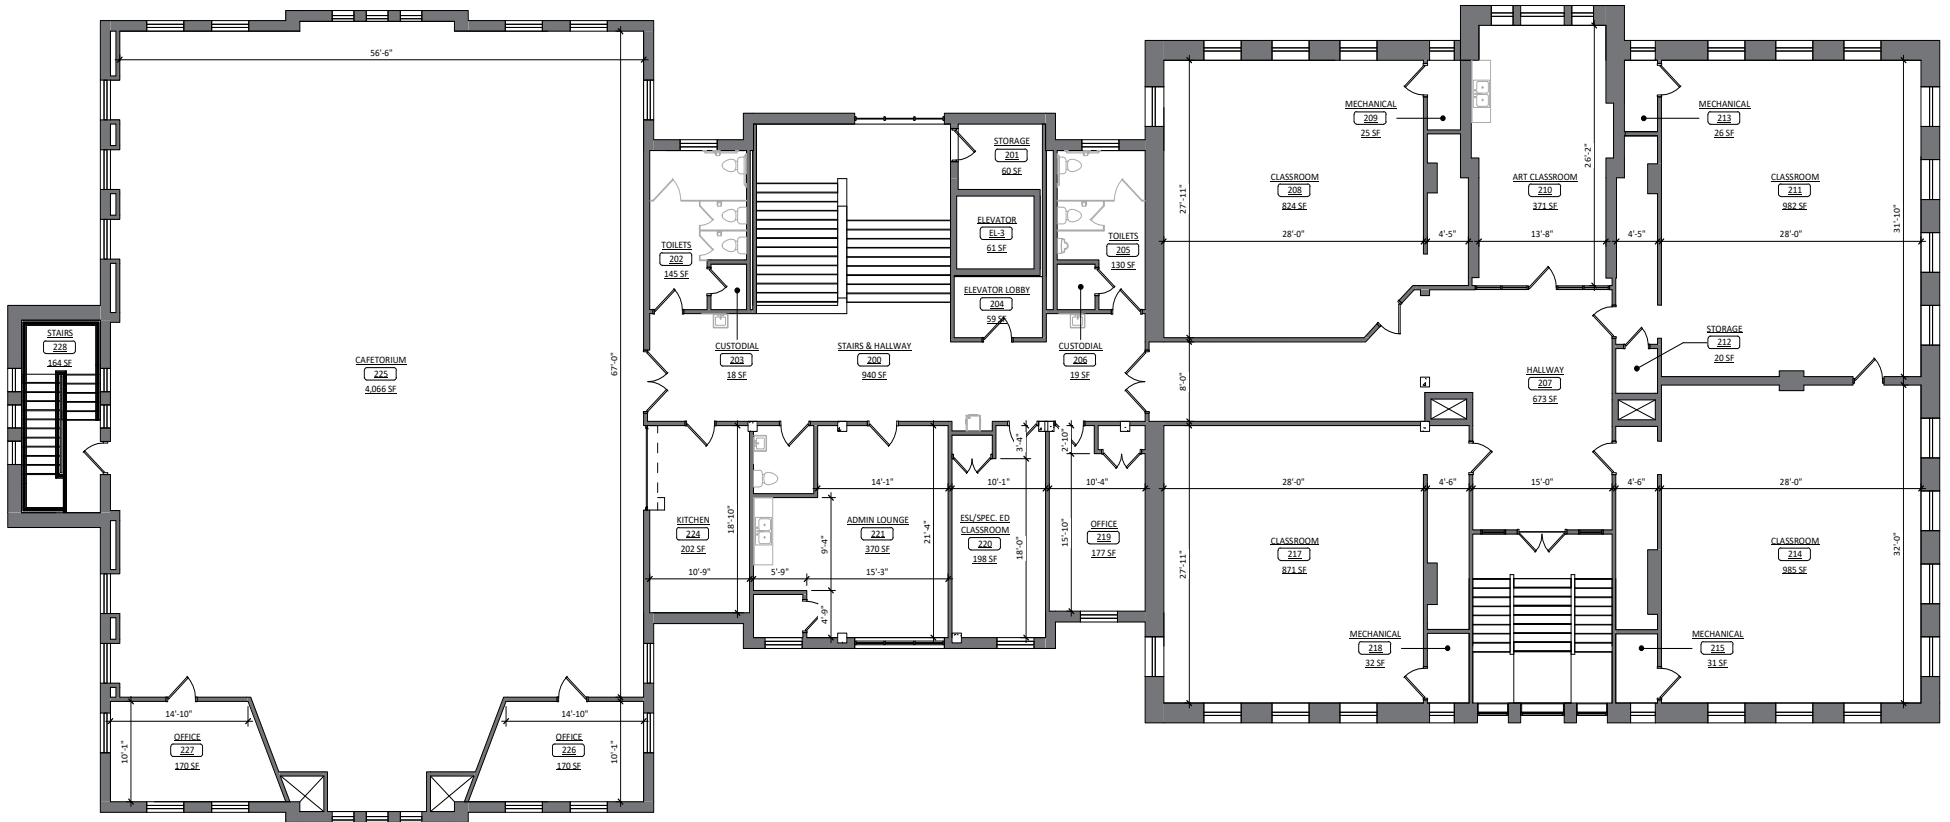 56'-6"
67'-0"
CAFETORIUM
225
4,066 SF
STAIRS
228
164 SF
14'-10"
10'-1"
OFFICE
227
170 SF
14'-10"
10'-1"
OFFICE
226
170 SF
TOILETS
202
145 SF
CUSTODIAL
203
18 SF
STAIRS & HALLWAY
200
940 SF
STORAGE
201
60 SF
ELEVATOR
EL-3
61 SF
ELEVATOR LOBBY
204
59 SF
TOILETS
205
130 SF
CUSTODIAL
206
19 SF
KITCHEN
224
202 SF
18'-10"
10'-9"
14'-1"
ADMIN LOUNGE
221
370 SF
21'-4"
9'-4"
5'-9"
15'-3"
4'-9"
3'-4"
10'-1"
ESL/SPEC. ED
CLASSROOM
220
198 SF
18'-0"
2'-10"
10'-4"
15'-10"
OFFICE
219
177 SF
MECHANICAL
209
25 SF
CLASSROOM
208
824 SF
27'-11"
28'-0"
4'-5"
ART CLASSROOM
210
371 SF
26'-2"
13'-8"
4'-5"
MECHANICAL
213
26 SF
CLASSROOM
211
982 SF
31'-10"
28'-0"
STORAGE
212
20 SF
8'-0"
HALLWAY
207
673 SF
28'-0"
4'-6"
15'-0"
4'-6"
28'-0"
CLASSROOM
217
871 SF
27'-11"
CLASSROOM
214
985 SF
32'-0"
MECHANICAL
218
32 SF
MECHANICAL
215
31 SF